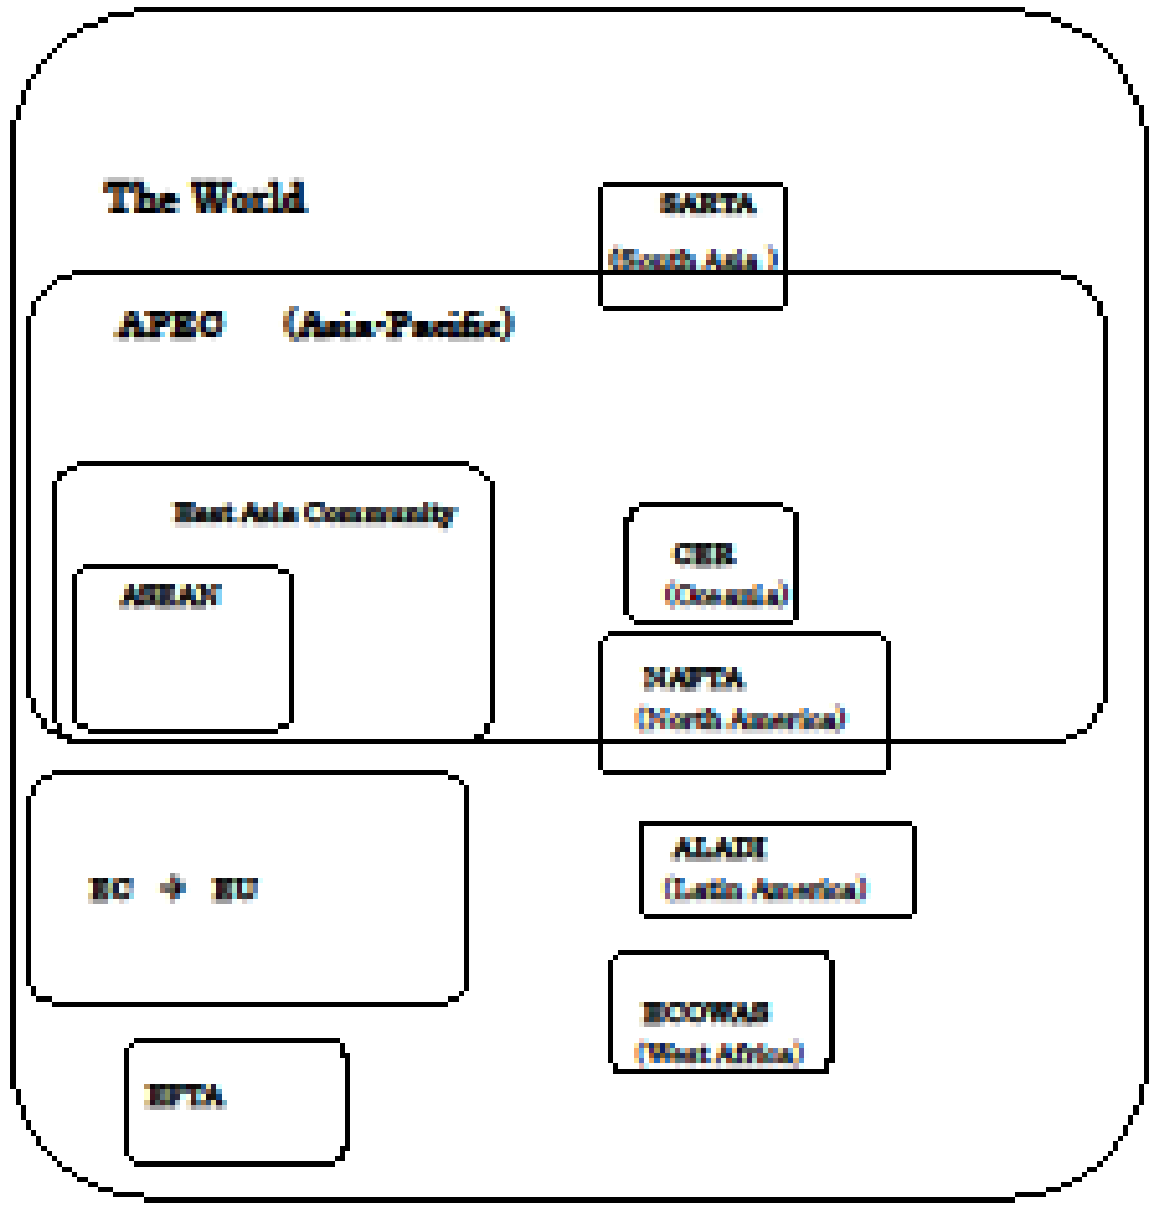 The World
SARTA
(South Asia )
APEC (Asia-Pacific)
East Asia Community
ASEAN
CER
(Oceania)
NAFTA
(North America)
EC → EU
ALADI
(Latin America)
ECOWAS
(West Africa)
EFTA